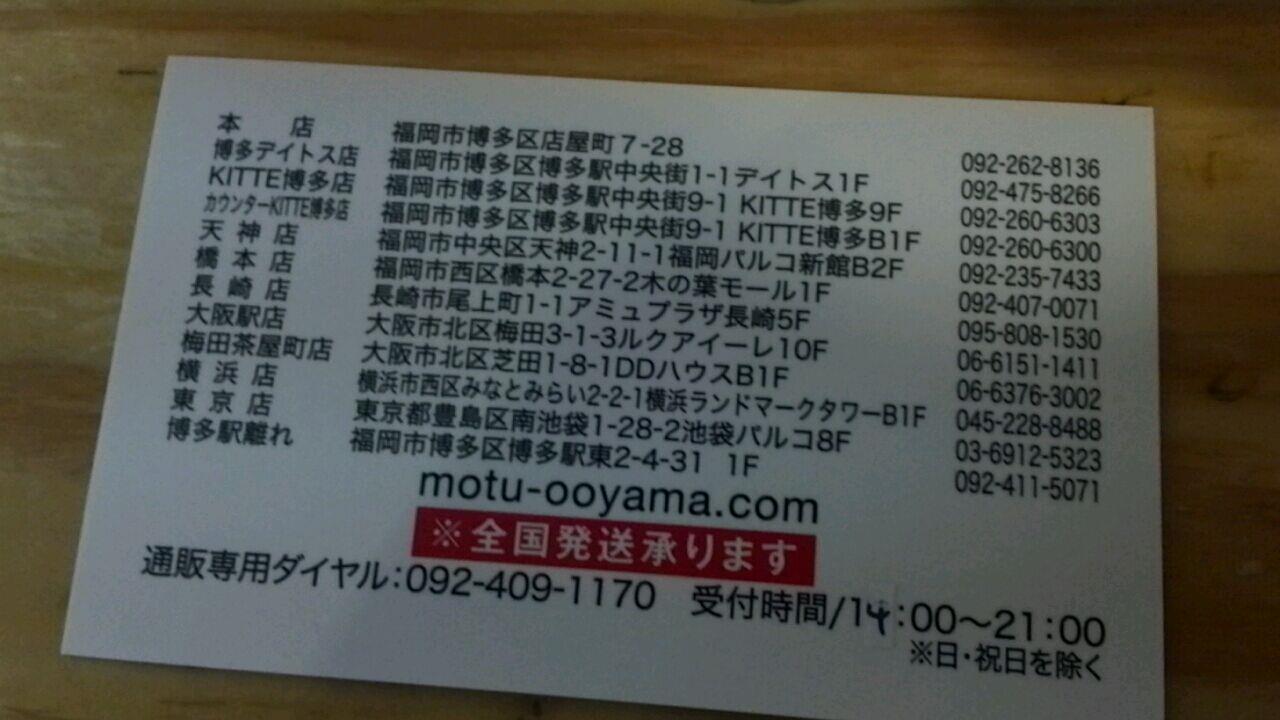 本 店 福岡市博多区店屋町7-28 092-262-8136
博多デイトス店 福岡市博多区博多駅中央街1-1デイトス1F 092-475-8266
KITTE博多店 福岡市博多区博多駅中央街9-1 KITTE博多9F 092-260-6303
カウンターKITTE博多店 福岡市博多区博多駅中央街9-1 KITTE博多B1F 092-260-6300
天神店 福岡市中央区天神2-11-1福岡パルコ新館B2F 092-235-7433
橋本店 福岡市西区橋本2-27-2木の葉モール1F 092-407-0071
長崎店 長崎市尾上町1-1アミュプラザ長崎5F 095-808-1530
大阪駅店 大阪市北区梅田3-1-3ルクアイーレ10F 06-6151-1411
梅田茶屋町店 大阪市北区芝田1-8-1DDハウスB1F 06-6376-3002
横浜店 横浜市西区みなとみらい2-2-1横浜ランドマークタワーB1F 045-228-8488
東京店 東京都豊島区南池袋1-28-2池袋パルコ8F 03-6912-5323
博多駅離れ 福岡市博多区博多駅東2-4-31 1F 092-411-5071
motu-ooyama.com
※全国発送承ります
通販専用ダイヤル:092-409-1170 受付時間/14:00〜21:00
※日・祝日を除く